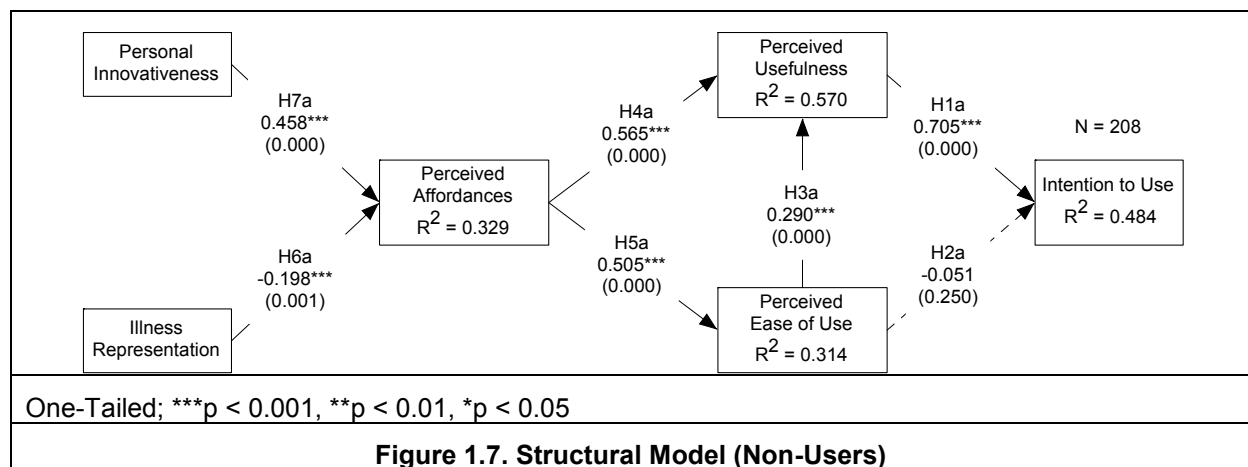 Personal
Innovativeness
H7a
0.458***
(0.000)
H6a
-0.198***
(0.001)
Illness
Representation
Perceived
Affordances
R² = 0.329
H4a
0.565***
(0.000)
H5a
0.505***
(0.000)
Perceived
Usefulness
R² = 0.570
H3a
0.290***
(0.000)
Perceived
Ease of Use
R² = 0.314
H1a
0.705***
(0.000)
H2a
-0.051
(0.250)
N = 208
Intention to Use
R² = 0.484
One-Tailed; ***p < 0.001, **p < 0.01, *p < 0.05
Figure 1.7. Structural Model (Non-Users)